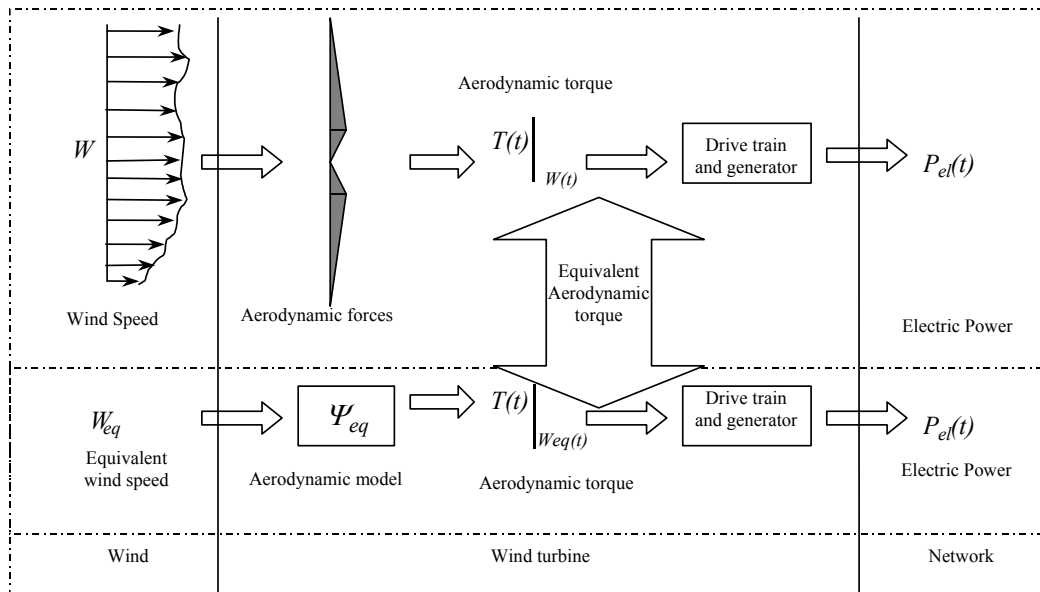 Aerodynamic torque
W
T(t)
W(t)
Drive train
and generator
P_el(t)
Equivalent
Aerodynamic
torque
Wind Speed
Aerodynamic forces
Electric Power
W_eq
Ψ_eq
T(t)
Weq(t)
Drive train
and generator
P_el(t)
Equivalent
wind speed
Aerodynamic model
Aerodynamic torque
Electric Power
Wind
Wind turbine
Network